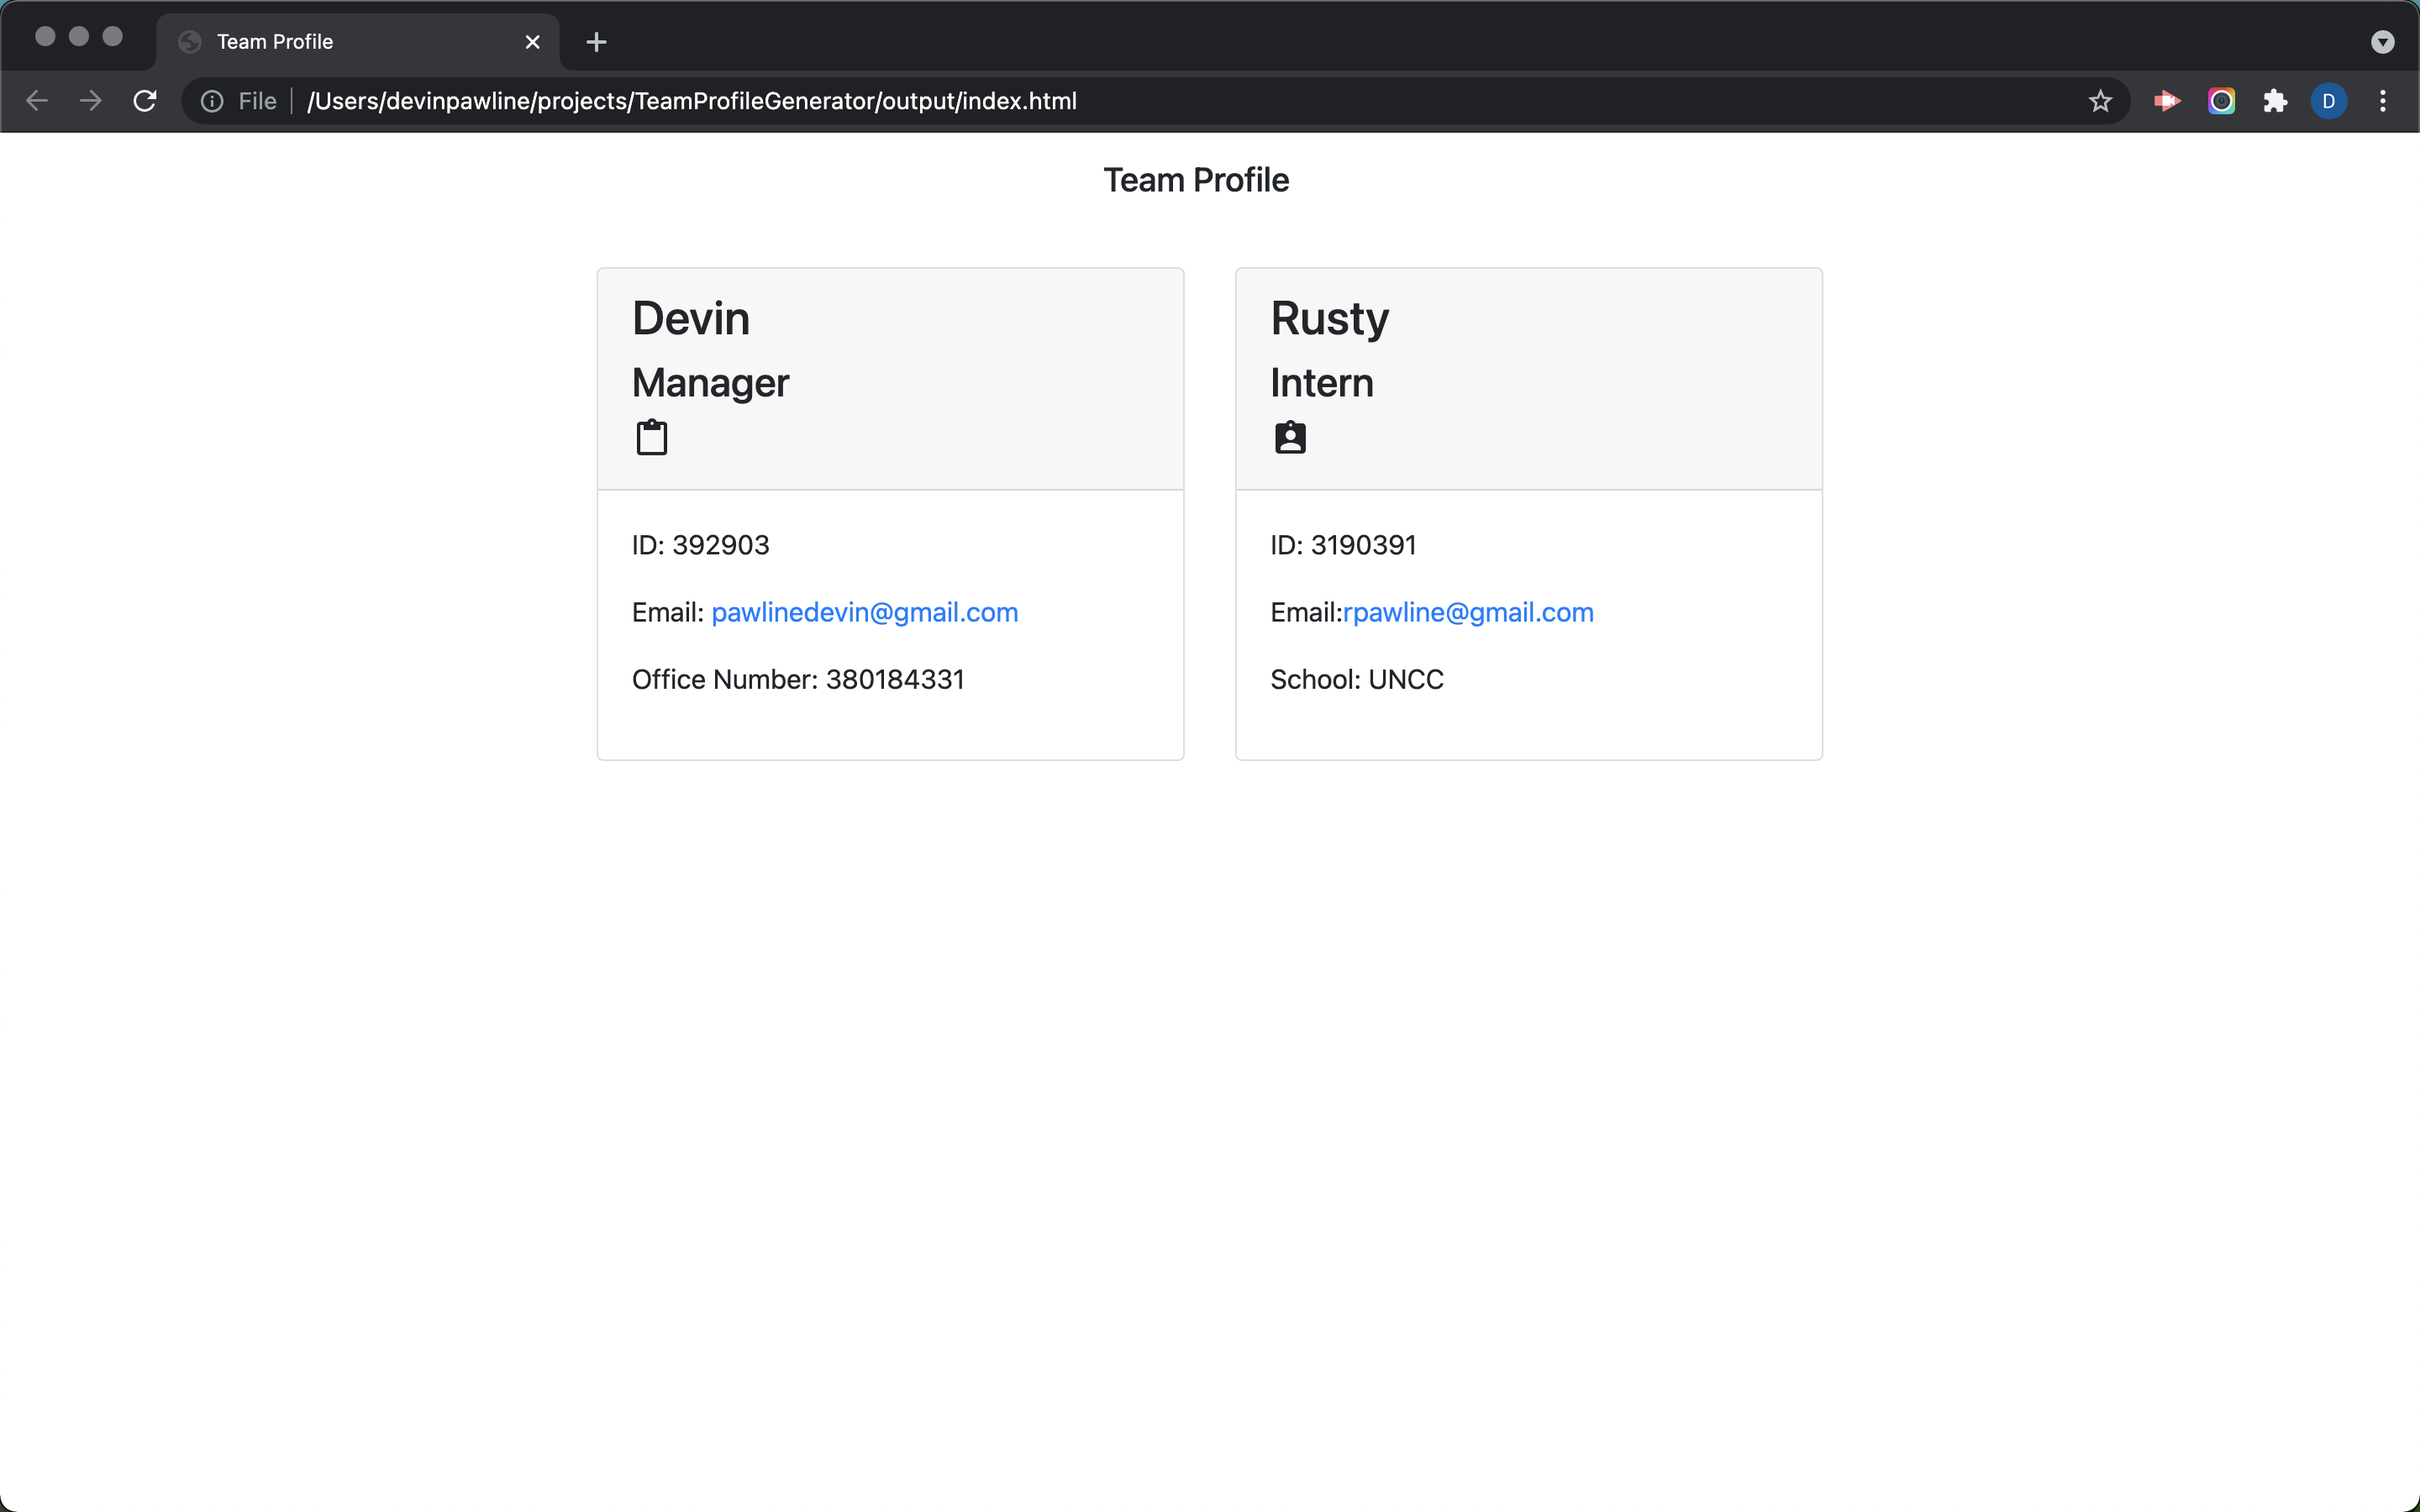 Team Profile
File /Users/devinpawline/projects/TeamProfileGenerator/output/index.html
D
Team Profile
Devin
Manager
ID: 392903
Email: pawlinedevin@gmail.com
Office Number: 380184331
Rusty
Intern
ID: 3190391
Email:rpawline@gmail.com
School: UNCC